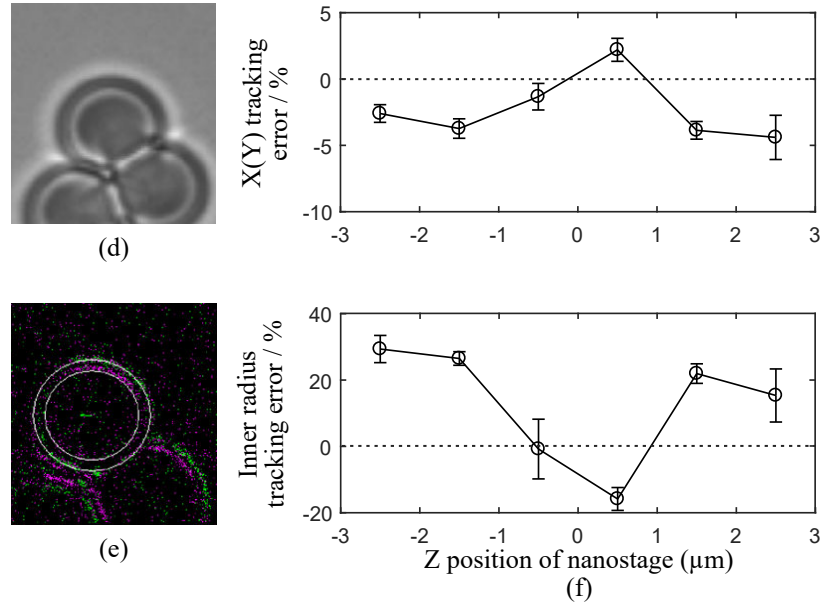 (d)
X(Y) tracking
error / %
5
0
-5
-10
-3 -2 -1 0 1 2 3
(e)
Inner radius
tracking error / %
40
20
0
-20
-3 -2 -1 0 1 2 3
Z position of nanostage (µm)
(f)